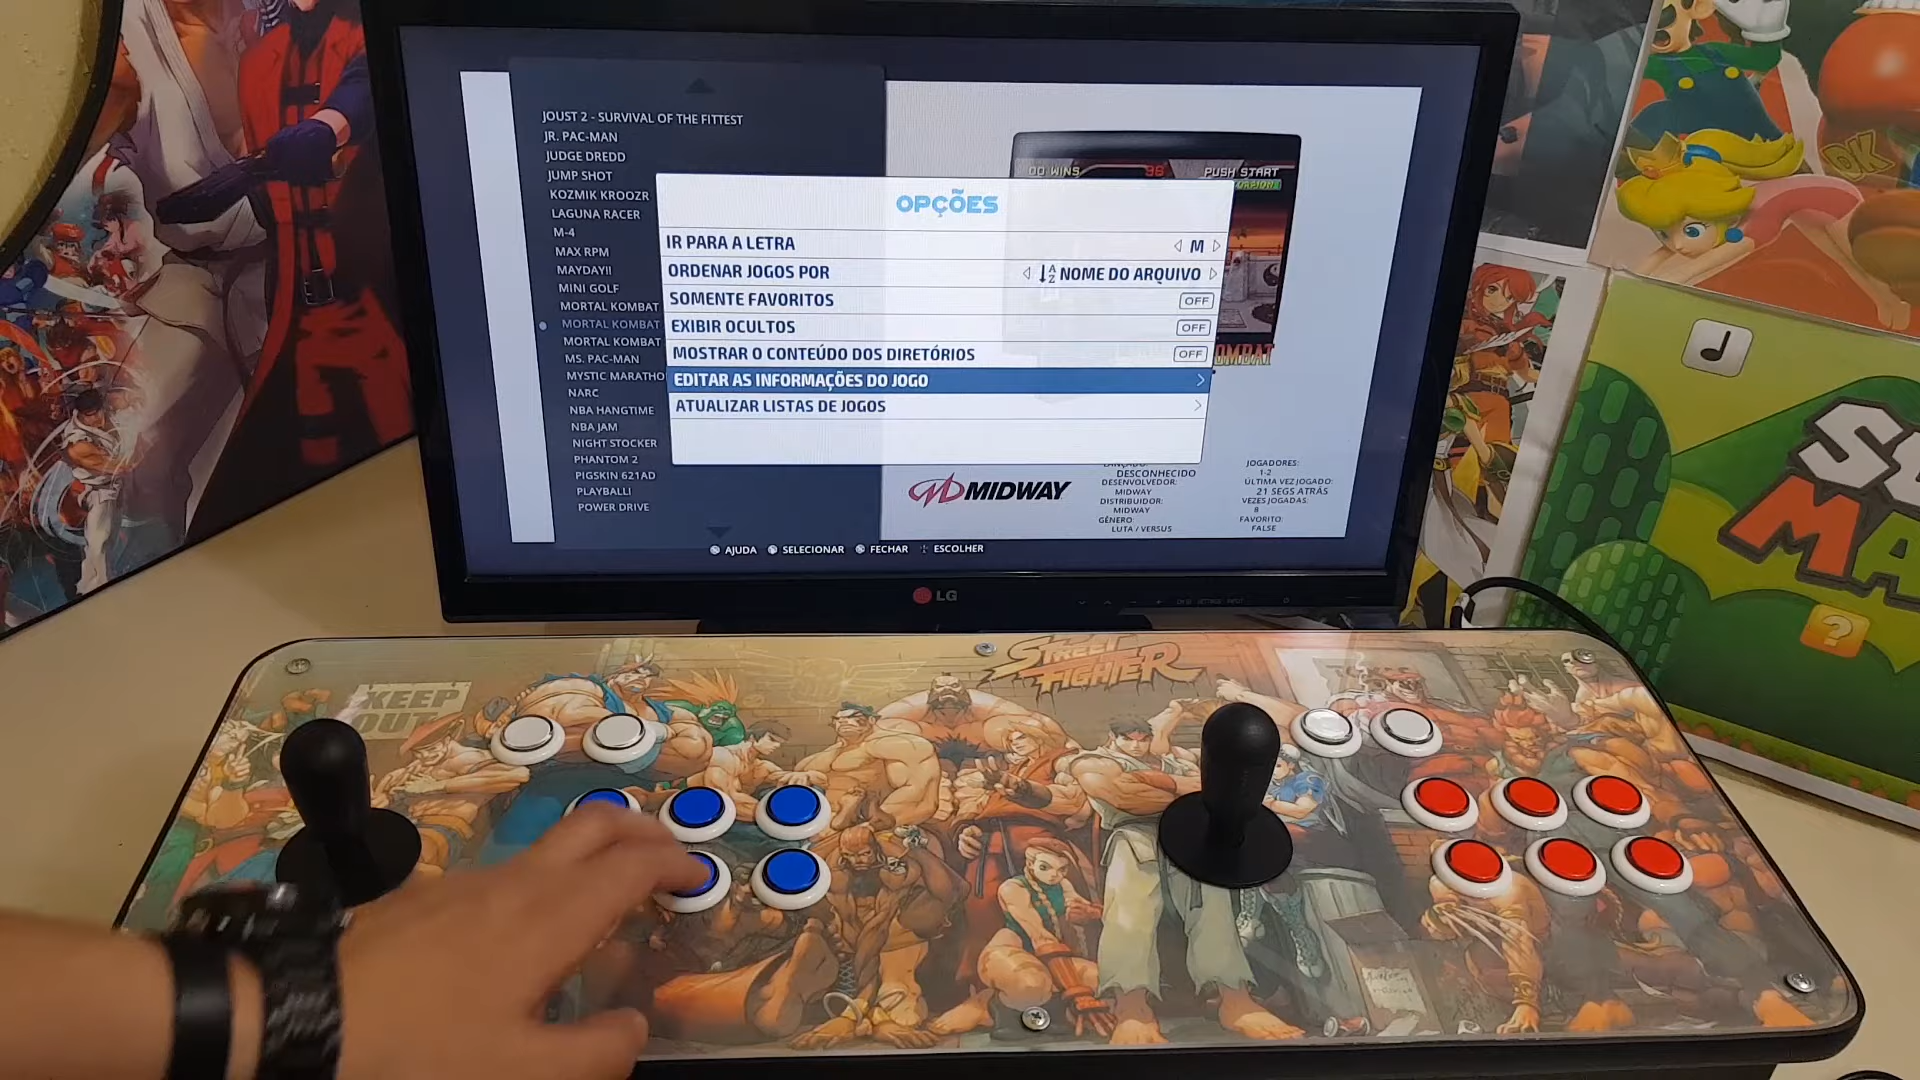 JOUST 2 - SURVIVAL OF THE FITTEST
JR. PAC-MAN
JUDGE DREDD
JUMP SHOT
KOZMIK KROOZR
LAGUNA RACER
M-4
MAX RPM
MAYDAY!!
MINI GOLF
MORTAL KOMBAT
MORTAL KOMBAT
MORTAL KOMBAT
MS. PAC-MAN
MYSTIC MARATHO
NARC
NBA HANGTIME
NBA JAM
NIGHT STOCKER
PHANTOM 2
PIGSKIN 621AD
PLAYBALL!
POWER DRIVE
OPÇÕES
IR PARA A LETRA M
ORDENAR JOGOS POR NOME DO ARQUIVO
SOMENTE FAVORITOS OFF
EXIBIR OCULTOS OFF
MOSTRAR O CONTEÚDO DOS DIRETÓRIOS OFF
EDITAR AS INFORMAÇÕES DO JOGO
ATUALIZAR LISTAS DE JOGOS
00 WINS 96 PUSH START
MIDWAY
DESCONHECIDO
DESENVOLVEDOR:
MIDWAY
DISTRIBUIDOR:
MIDWAY
GÊNERO:
LUTA / VERSUS
JOGADORES:
1-2
ÚLTIMA VEZ JOGADO:
21 SEGS ATRÁS
VEZES JOGADAS:
8
FAVORITO:
FALSE
AJUDA SELECIONAR FECHAR ESCOLHER
LG
KEEP
OUT
STREET
FIGHTER
DK
?